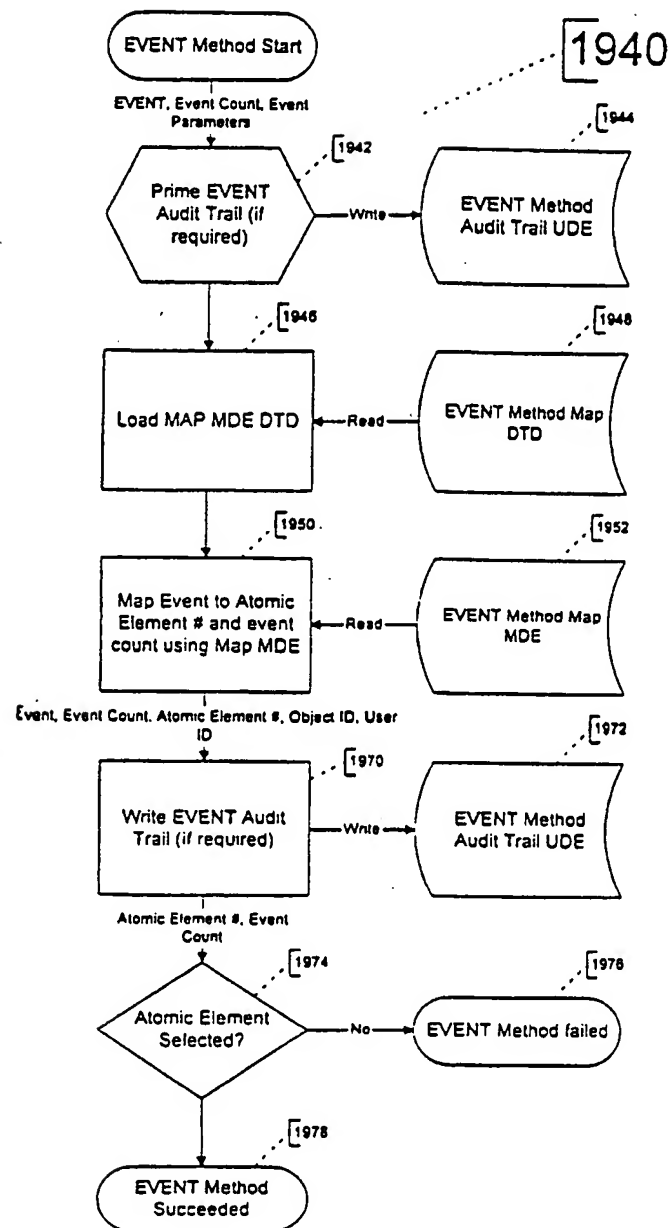 EVENT Method Start
1940
EVENT, Event Count, Event
Parameters
1942
1944
Prime EVENT
Audit Trail (if
required)
Write
EVENT Method
Audit Trail UDE
1946
1948
Load MAP MDE DTD
Read
EVENT Method Map
DTD
1950
1952
Map Event to Atomic
Element # and event
count using Map MDE
Read
EVENT Method Map
MDE
Event, Event Count, Atomic Element #, Object ID, User
ID
1970
1972
Write EVENT Audit
Trail (if required)
Write
EVENT Method
Audit Trail UDE
Atomic Element #, Event
Count
1974
1976
Atomic Element
Selected?
No
EVENT Method failed
1978
EVENT Method
Succeeded